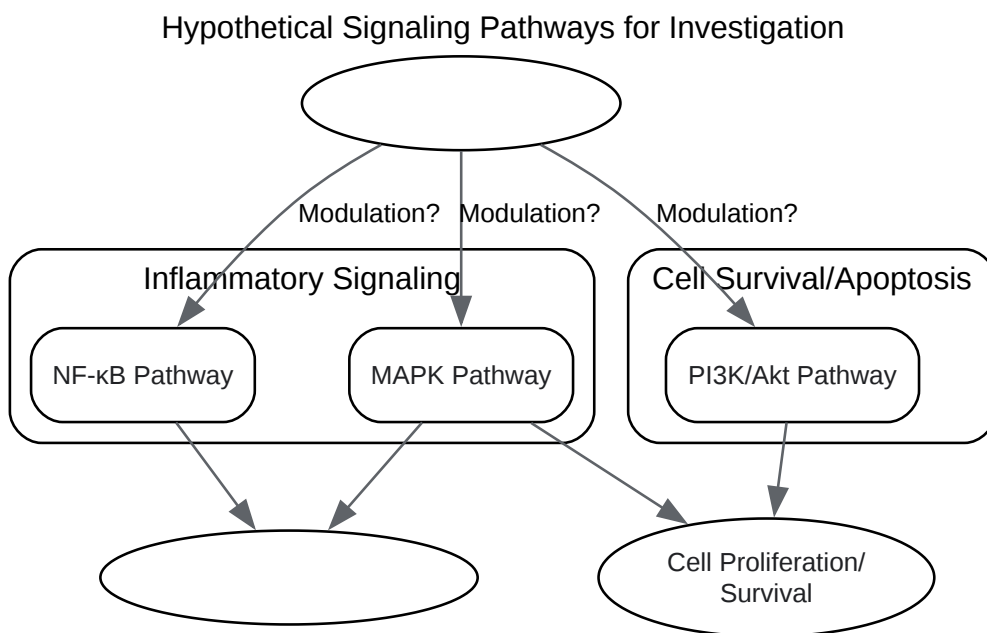 Hypothetical Signaling Pathways for Investigation
Modulation?
Modulation?
Modulation?
Inflammatory Signaling
Cell Survival/Apoptosis
NF-κB Pathway
MAPK Pathway
PI3K/Akt Pathway
Cell Proliferation/
Survival